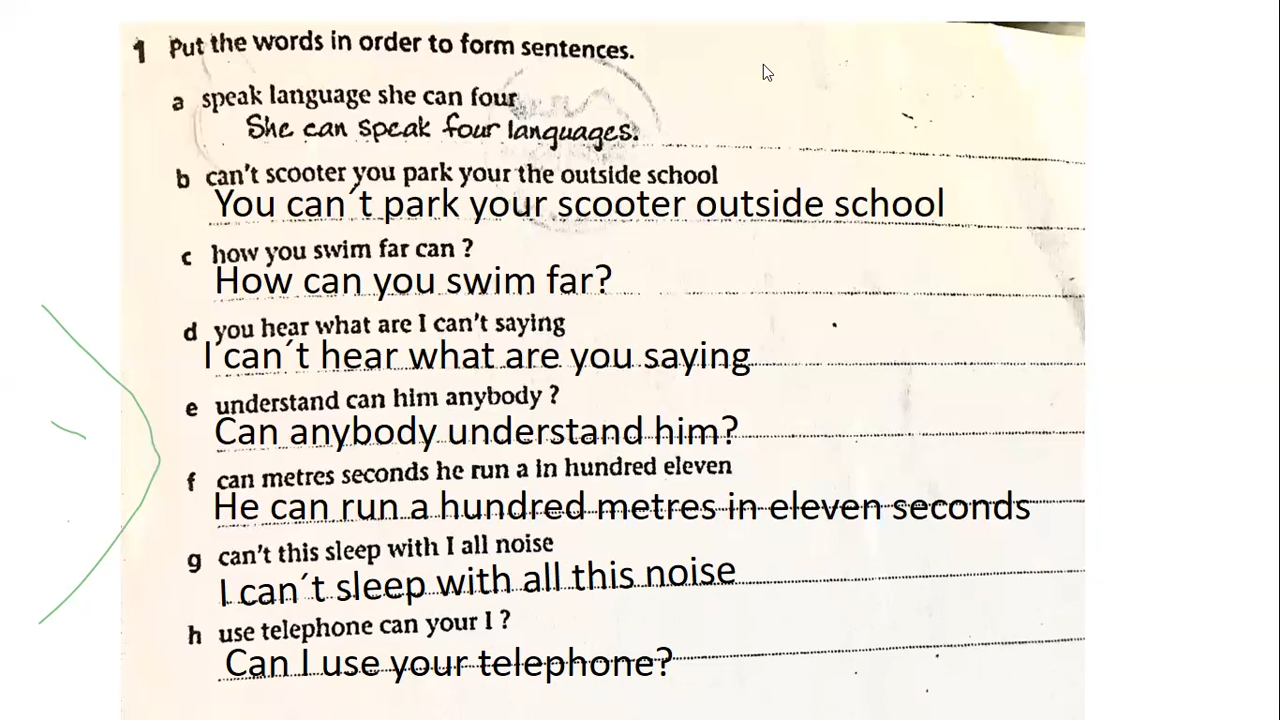 1 Put the words in order to form sentences.
a speak language she can four
She can speak four languages.
b can't scooter you park your the outside school
You can´t park your scooter outside school
c how you swim far can ?
How can you swim far?
d you hear what are I can't saying
I can´t hear what are you saying
e understand can him anybody ?
Can anybody understand him?
f can metres seconds he run a in hundred eleven
He can run a hundred metres in eleven seconds
g can't this sleep with I all noise
I can´t sleep with all this noise
h use telephone can your I ?
Can I use your telephone?